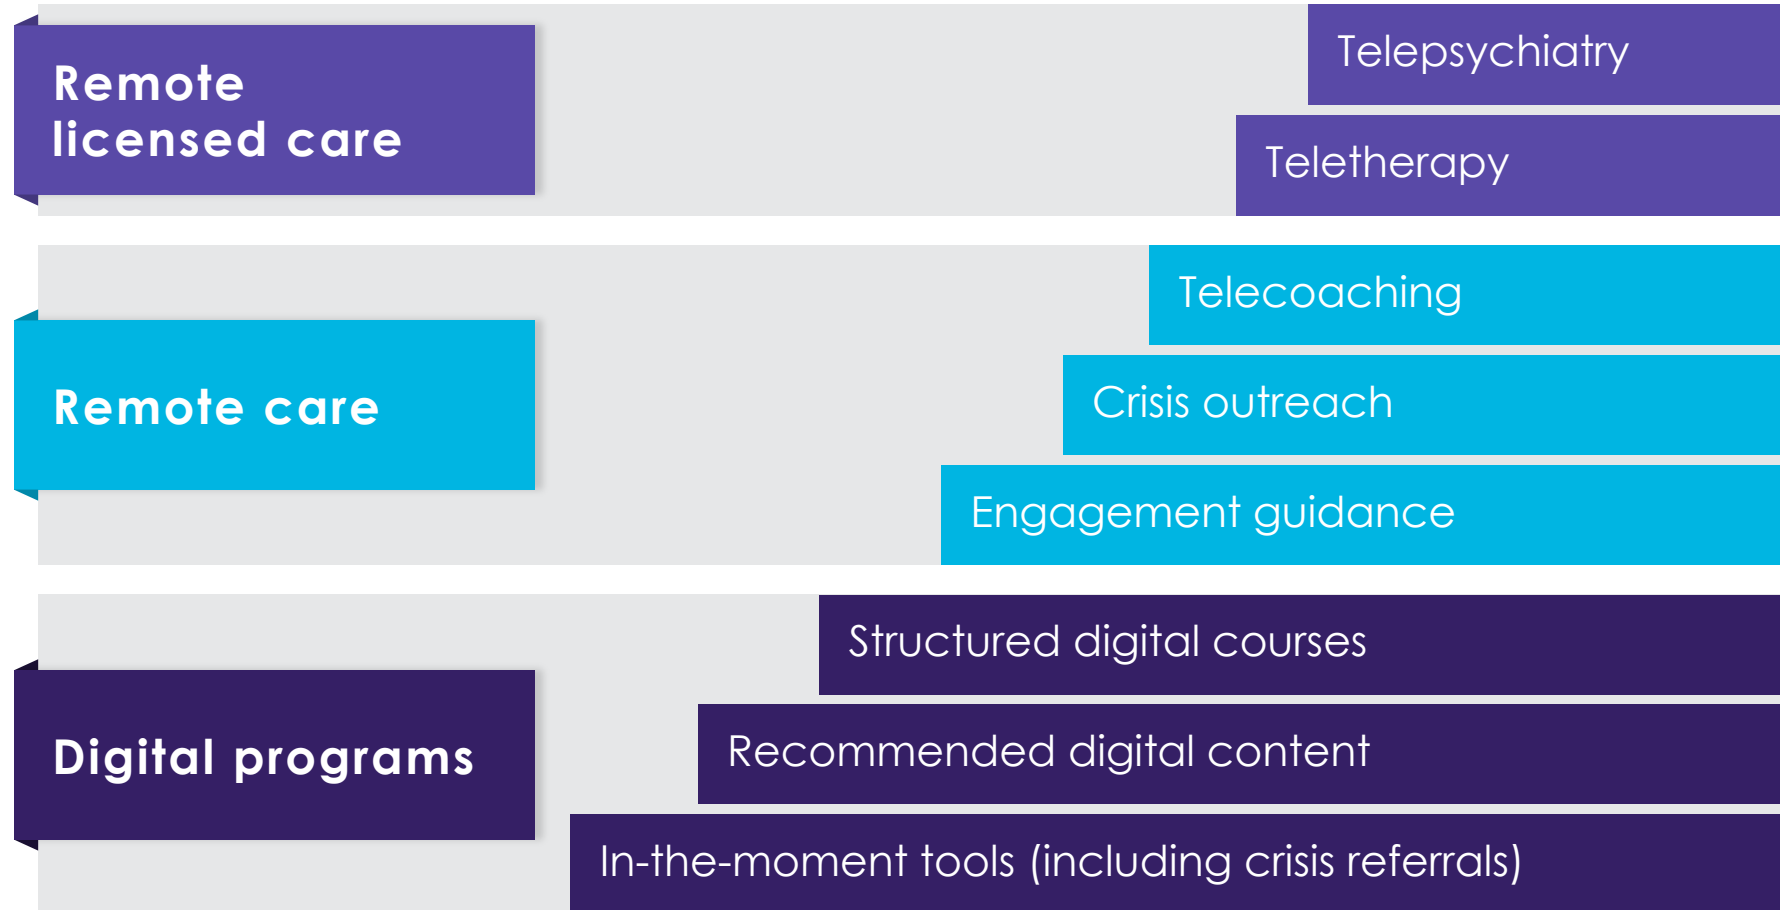 Remote
licensed care
Telepsychiatry
Teletherapy
Remote care
Telecoaching
Crisis outreach
Engagement guidance
Digital programs
Structured digital courses
Recommended digital content
In-the-moment tools (including crisis referrals)